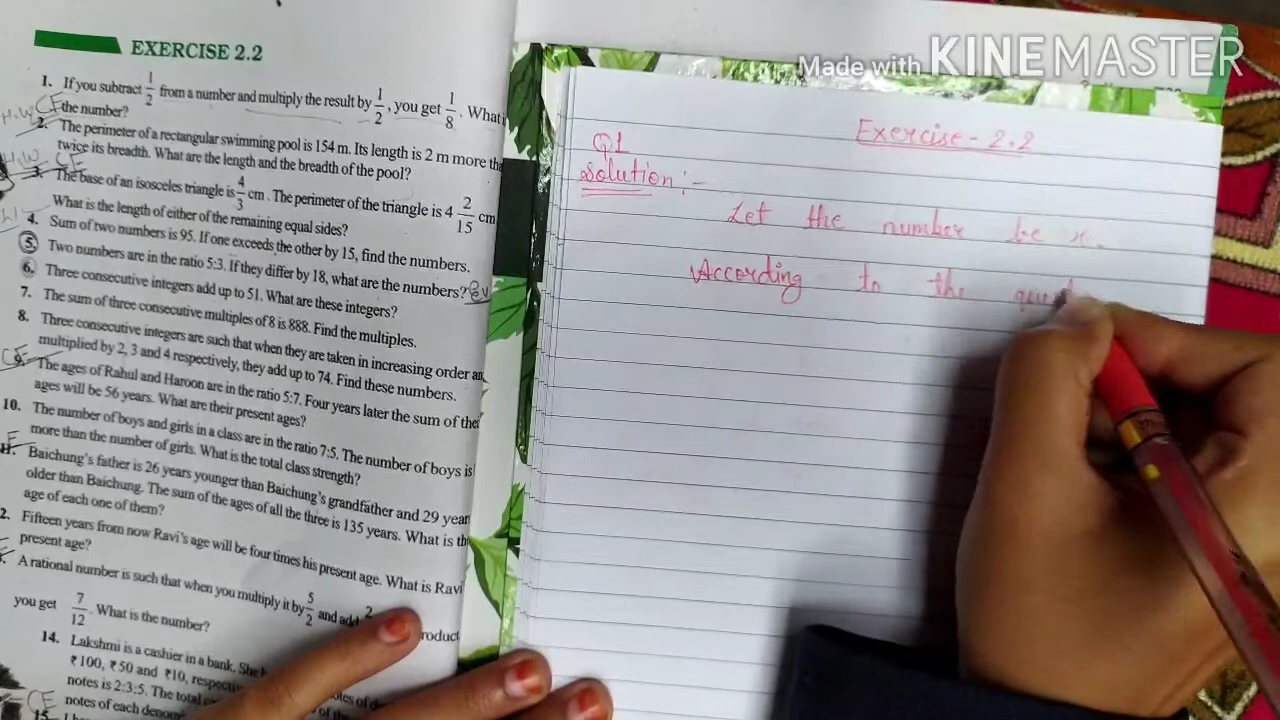 Made with KINEMASTER
EXERCISE 2.2
1. If you subtract 1/2 from a number and multiply the result by 1/2, you get 1/8. What
the number?
H.W CE
2. The perimeter of a rectangular swimming pool is 154 m. Its length is 2 m more
twice its breadth. What are the length and the breadth of the pool?
H.W CE
3. The base of an isosceles triangle is 4/3 cm. The perimeter of the triangle is 4 2/15 cm
What is the length of either of the remaining equal sides?
4. Sum of two numbers is 95. If one exceeds the other by 15, find the numbers.
5. Two numbers are in the ratio 5:3. If they differ by 18, what are the numbers?
6. Three consecutive integers add up to 51. What are these integers?
7. The sum of three consecutive multiples of 8 is 888. Find the multiples.
8. Three consecutive integers are such that when they are taken in increasing order
multiplied by 2, 3 and 4 respectively, they add up to 74. Find these numbers.
9. The ages of Rahul and Haroon are in the ratio 5:7. Four years later the sum of
ages will be 56 years. What are their present ages?
10. The number of boys and girls in a class are in the ratio 7:5. The number of boys is
more than the number of girls. What is the total class strength?
11. Baichung's father is 26 years younger than Baichung's grandfather and 29 year
older than Baichung. The sum of the ages of all the three is 135 years. What is
age of each one of them?
2. Fifteen years from now Ravi's age will be four times his present age. What is Ravi
present age?
A rational number is such that when you multiply it by 5/2 and add 2
roduct
you get 7/12. What is the number?
14. Lakshmi is a cashier in a bank. She
₹100, ₹50 and ₹10, respecti
notes is 2:3:5. The total
notes of each denom
CE
15.
Exercise - 2.2
Q1
Solution :-
Let the number be x.
According to the quest